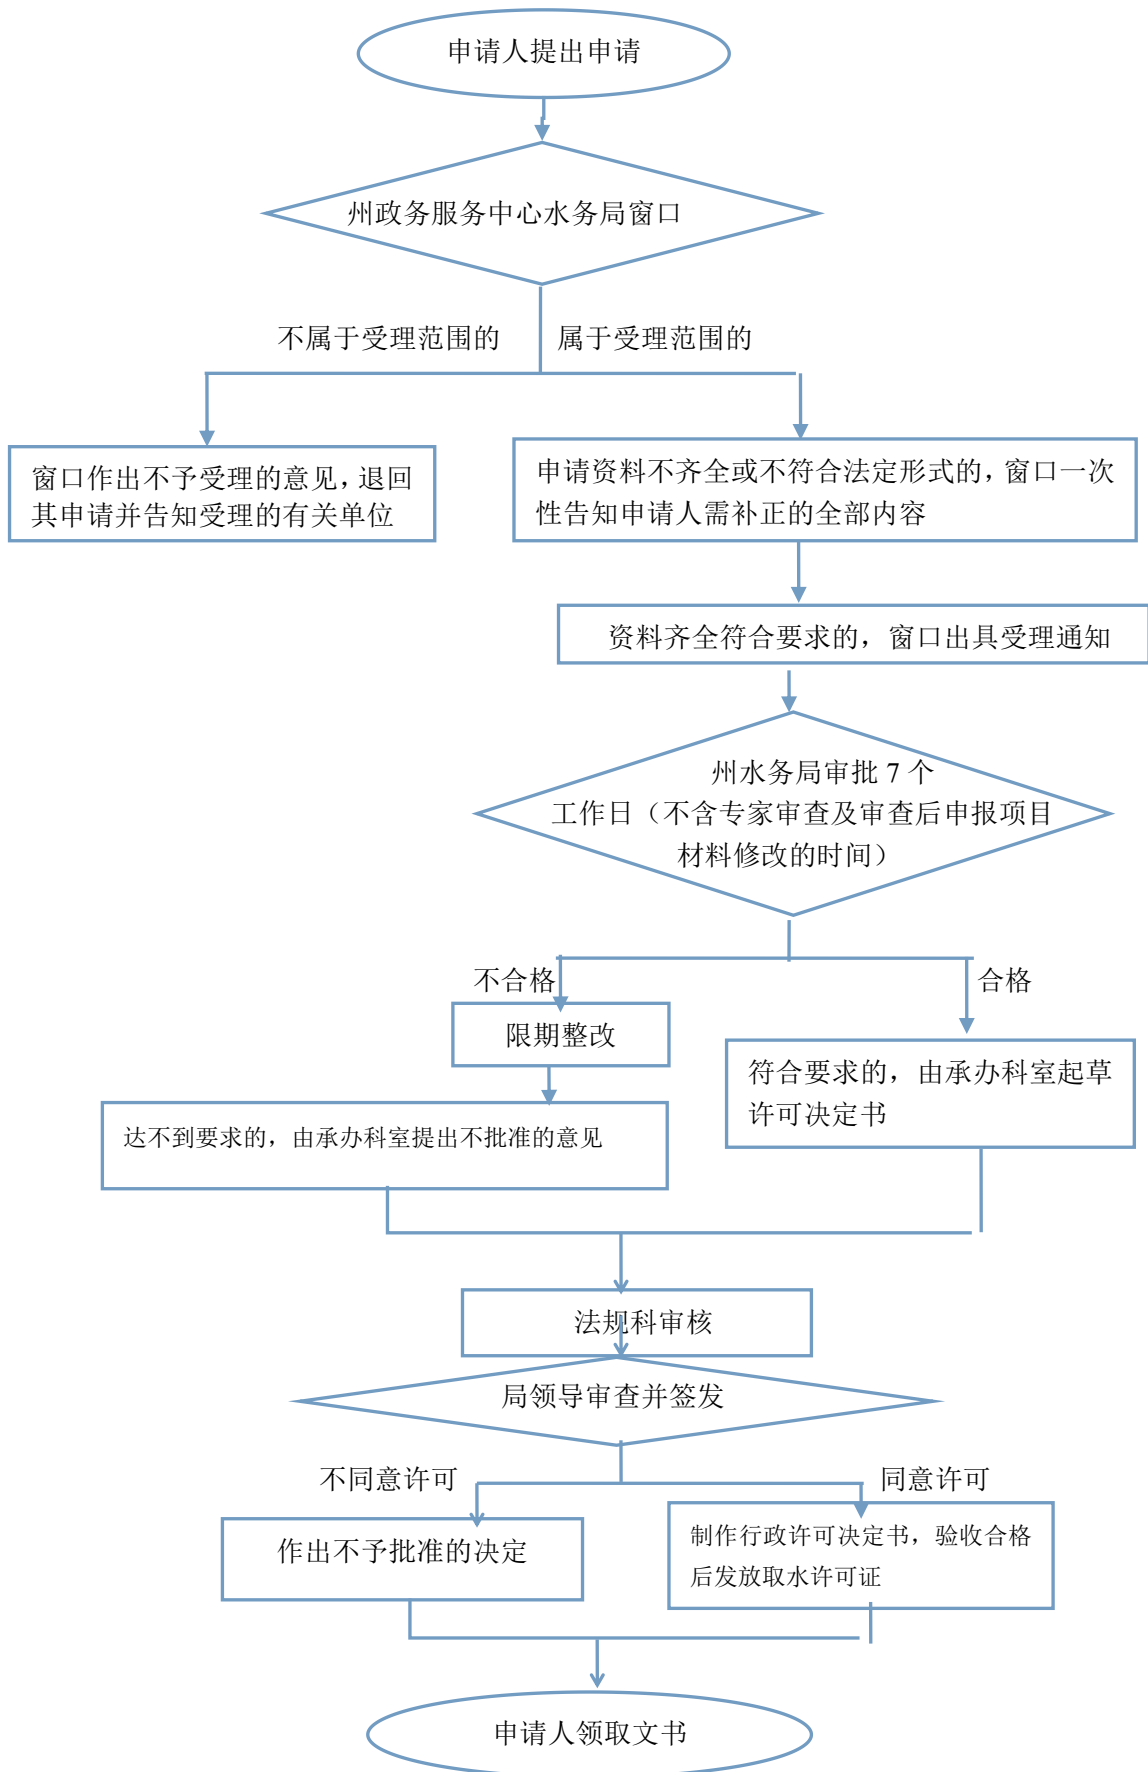 申请人提出申请
州政务服务中心水务局窗口
不属于受理范围的
属于受理范围的
窗口作出不予受理的意见，退回
其申请并告知受理的有关单位
申请资料不齐全或不符合法定形式的，窗口一次
性告知申请人需补正的全部内容
资料齐全符合要求的，窗口出具受理通知
州水务局审批 7 个
工作日（不含专家审查及审查后申报项目
材料修改的时间）
不合格
合格
限期整改
符合要求的，由承办科室起草
许可决定书
达不到要求的，由承办科室提出不批准的意见
法规科审核
局领导审查并签发
不同意许可
同意许可
作出不予批准的决定
制作行政许可决定书，验收合格
后发放取水许可证
申请人领取文书